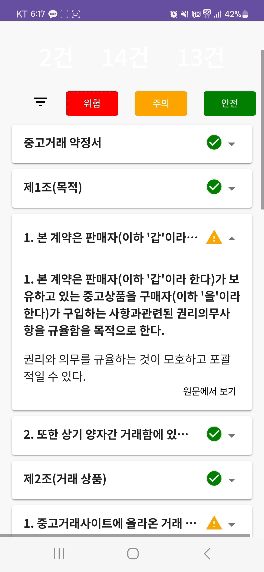 KT 6:17 42%
2건 14건 13건
위험 주의 안전
중고거래 약정서
제1조(목적)
1. 본 계약은 판매자(이하 '갑'이라…
1. 본 계약은 판매자(이하 '갑'이라 한다)가 보
유하고 있는 중고상품을 구매자(이하 '을'이라
한다)가 구입하는 사항과관련된 권리의무사
항을 규율함을 목적으로 한다.
권리와 의무를 규율하는 것이 모호하고 포괄
적일 수 있다.
원문에서 보기
2. 또한 상기 양자간 거래함에 있…
제2조(거래 상품)
1. 중고거래사이트에 올라온 거래 …